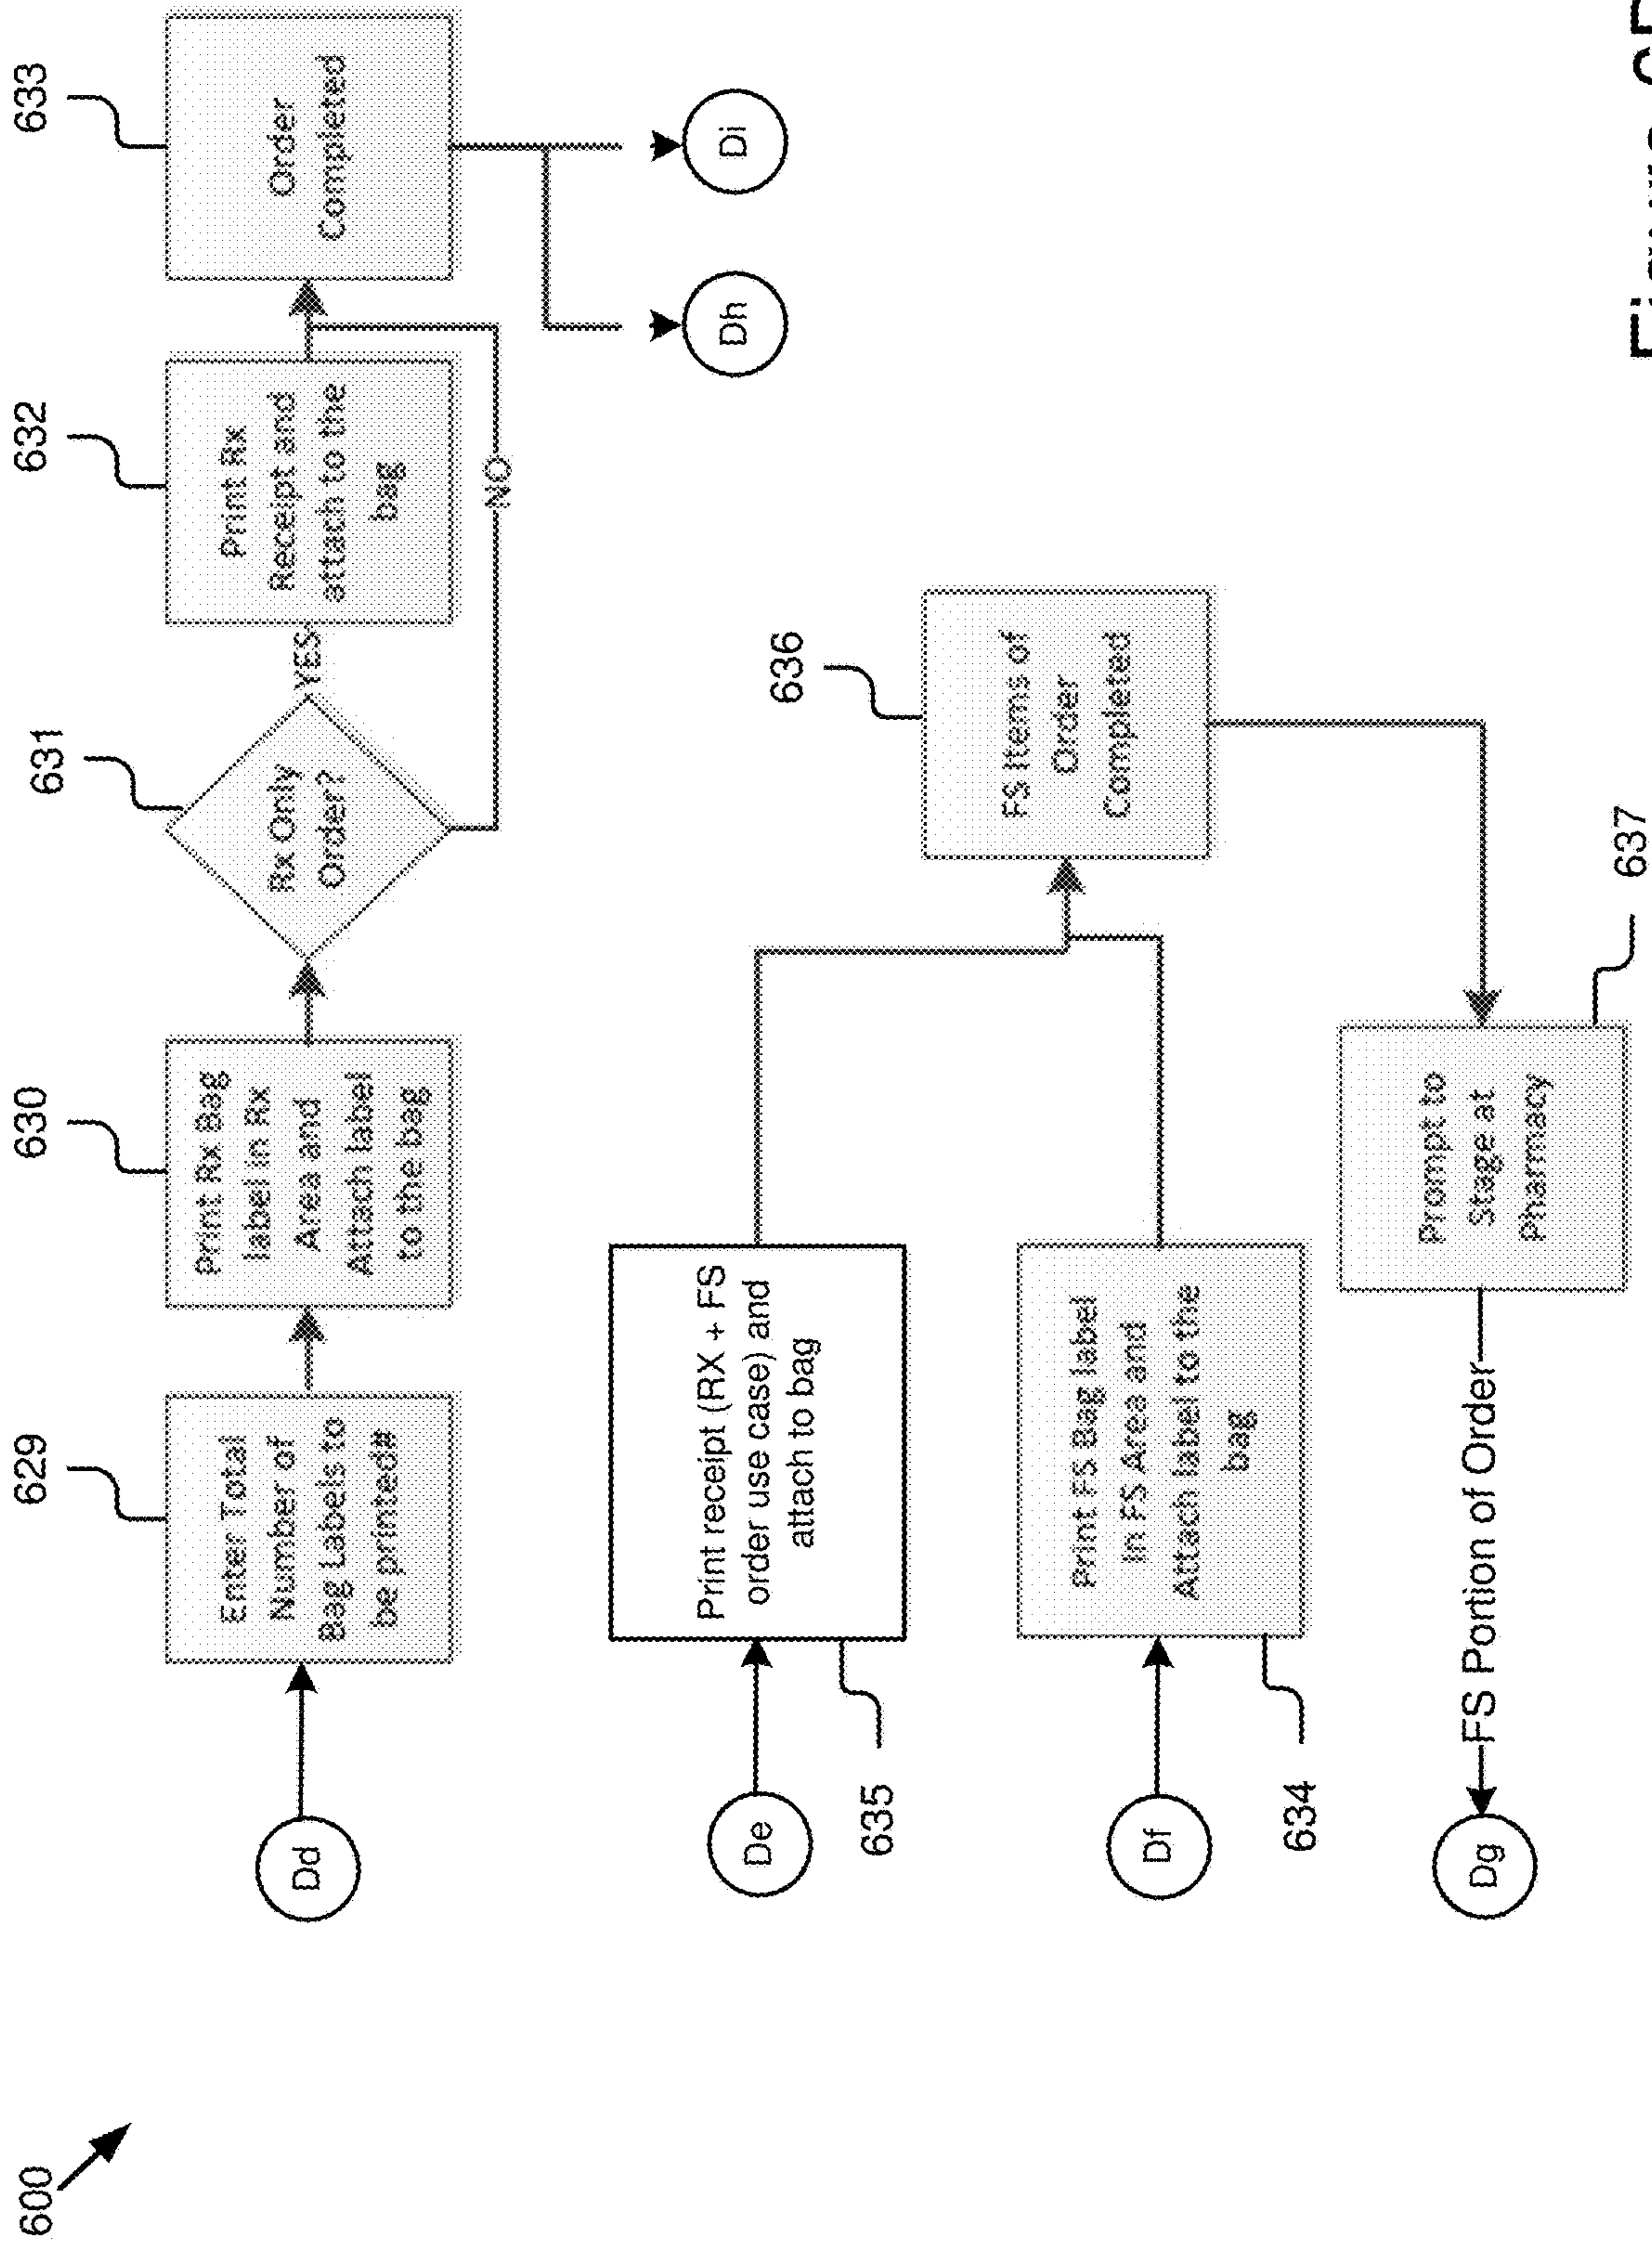 600
629
630
631
632
633
Dd
Enter Total
Number of
Bag Labels to
be printed#
Print Rx Bag
label in Rx
Area and
Attach label
to the bag
Rx Only
Order?
YES
NO
Print Rx
Receipt and
attach to the
bag
Order
Completed
Dh
Di
De
635
Print receipt (RX + FS
order use case) and
attach to bag
636
FS Items of
Order
Completed
Df
634
Print FS Bag label
in FS Area and
Attach label to the
bag
Dg
FS Portion of Order
Prompt to
Stage at
Pharmacy
637